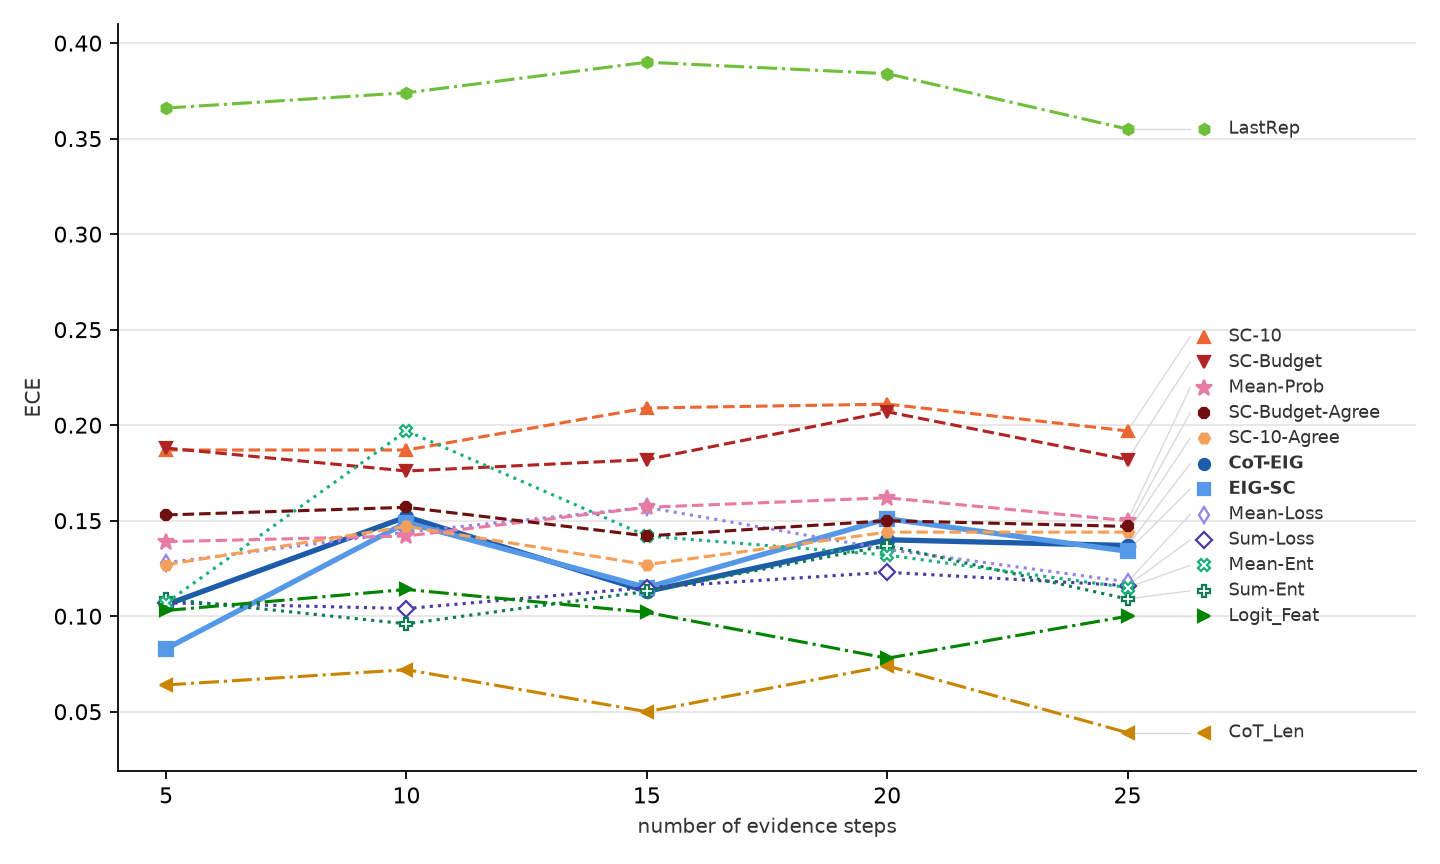 0.40
0.35
0.30
0.25
0.20
0.15
0.10
0.05
ECE
5
10
15
20
25
number of evidence steps
LastRep
SC-10
SC-Budget
Mean-Prob
SC-Budget-Agree
SC-10-Agree
CoT-EIG
EIG-SC
Mean-Loss
Sum-Loss
Mean-Ent
Sum-Ent
Logit_Feat
CoT_Len